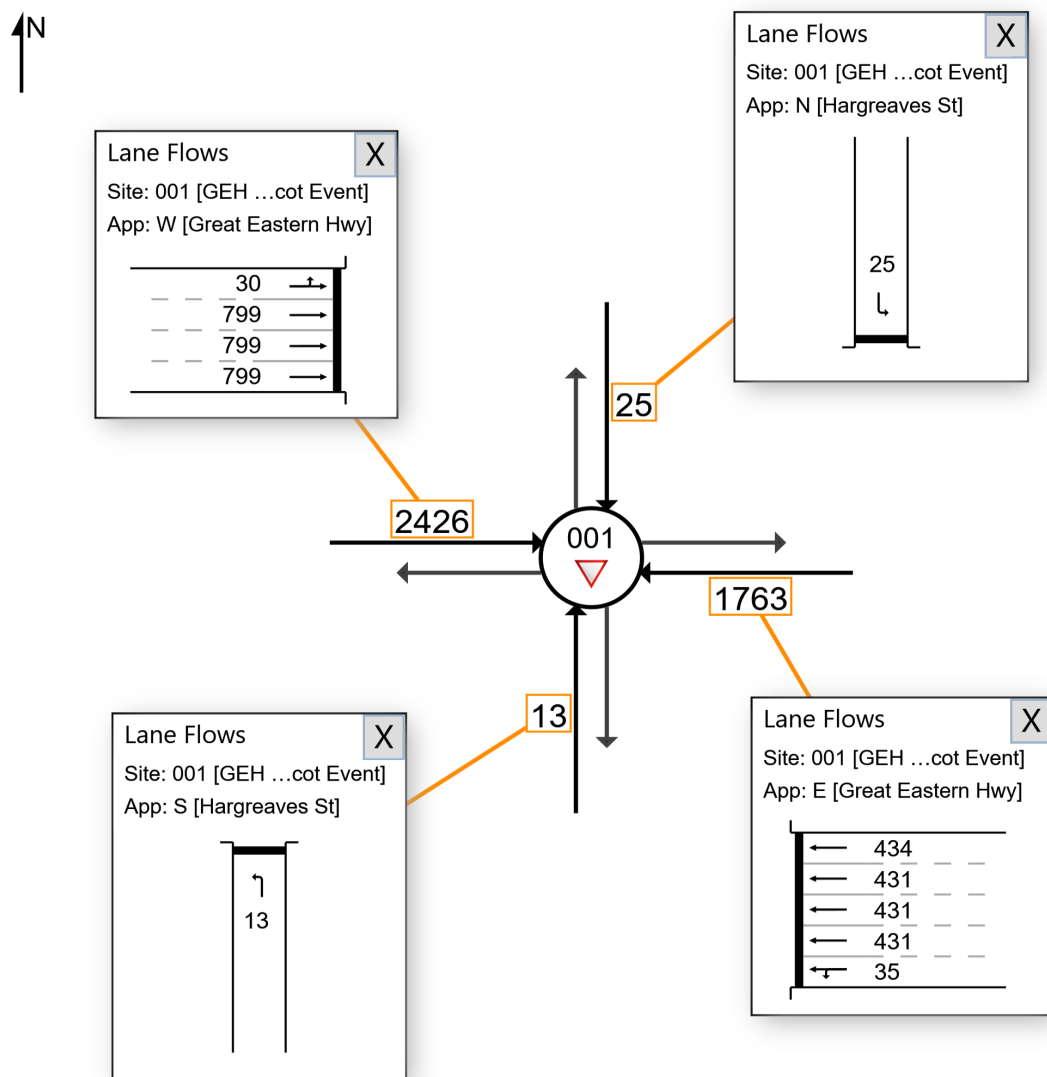 N
Lane Flows
X
Site: 001 [GEH ...cot Event]
App: N [Hargreaves St]
25
Lane Flows
X
Site: 001 [GEH ...cot Event]
App: W [Great Eastern Hwy]
30
799
799
799
25
2426
001
1763
13
Lane Flows
X
Site: 001 [GEH ...cot Event]
App: S [Hargreaves St]
13
Lane Flows
X
Site: 001 [GEH ...cot Event]
App: E [Great Eastern Hwy]
434
431
431
431
35